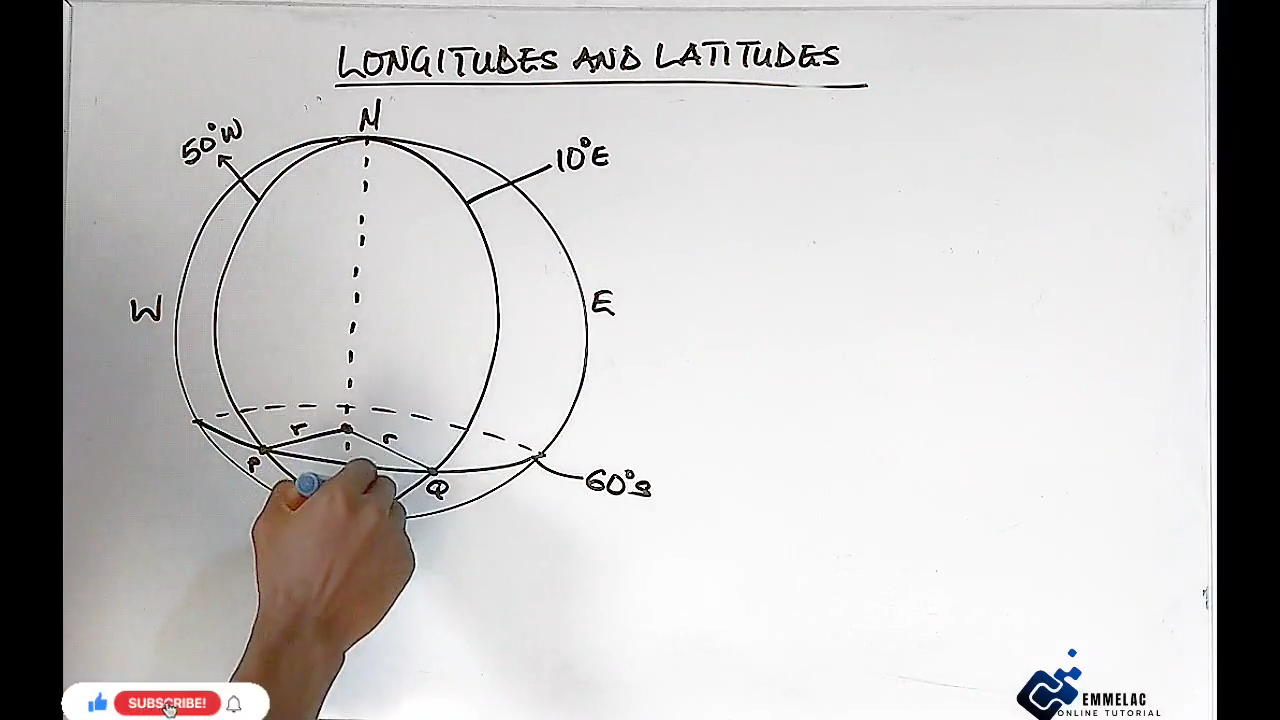 LONGITUDES AND LATITUDES
N
50°W
10°E
W
E
r
r
P
Q
60°S
SUBSCRIBE!
EMMELAC
ONLINE TUTORIAL